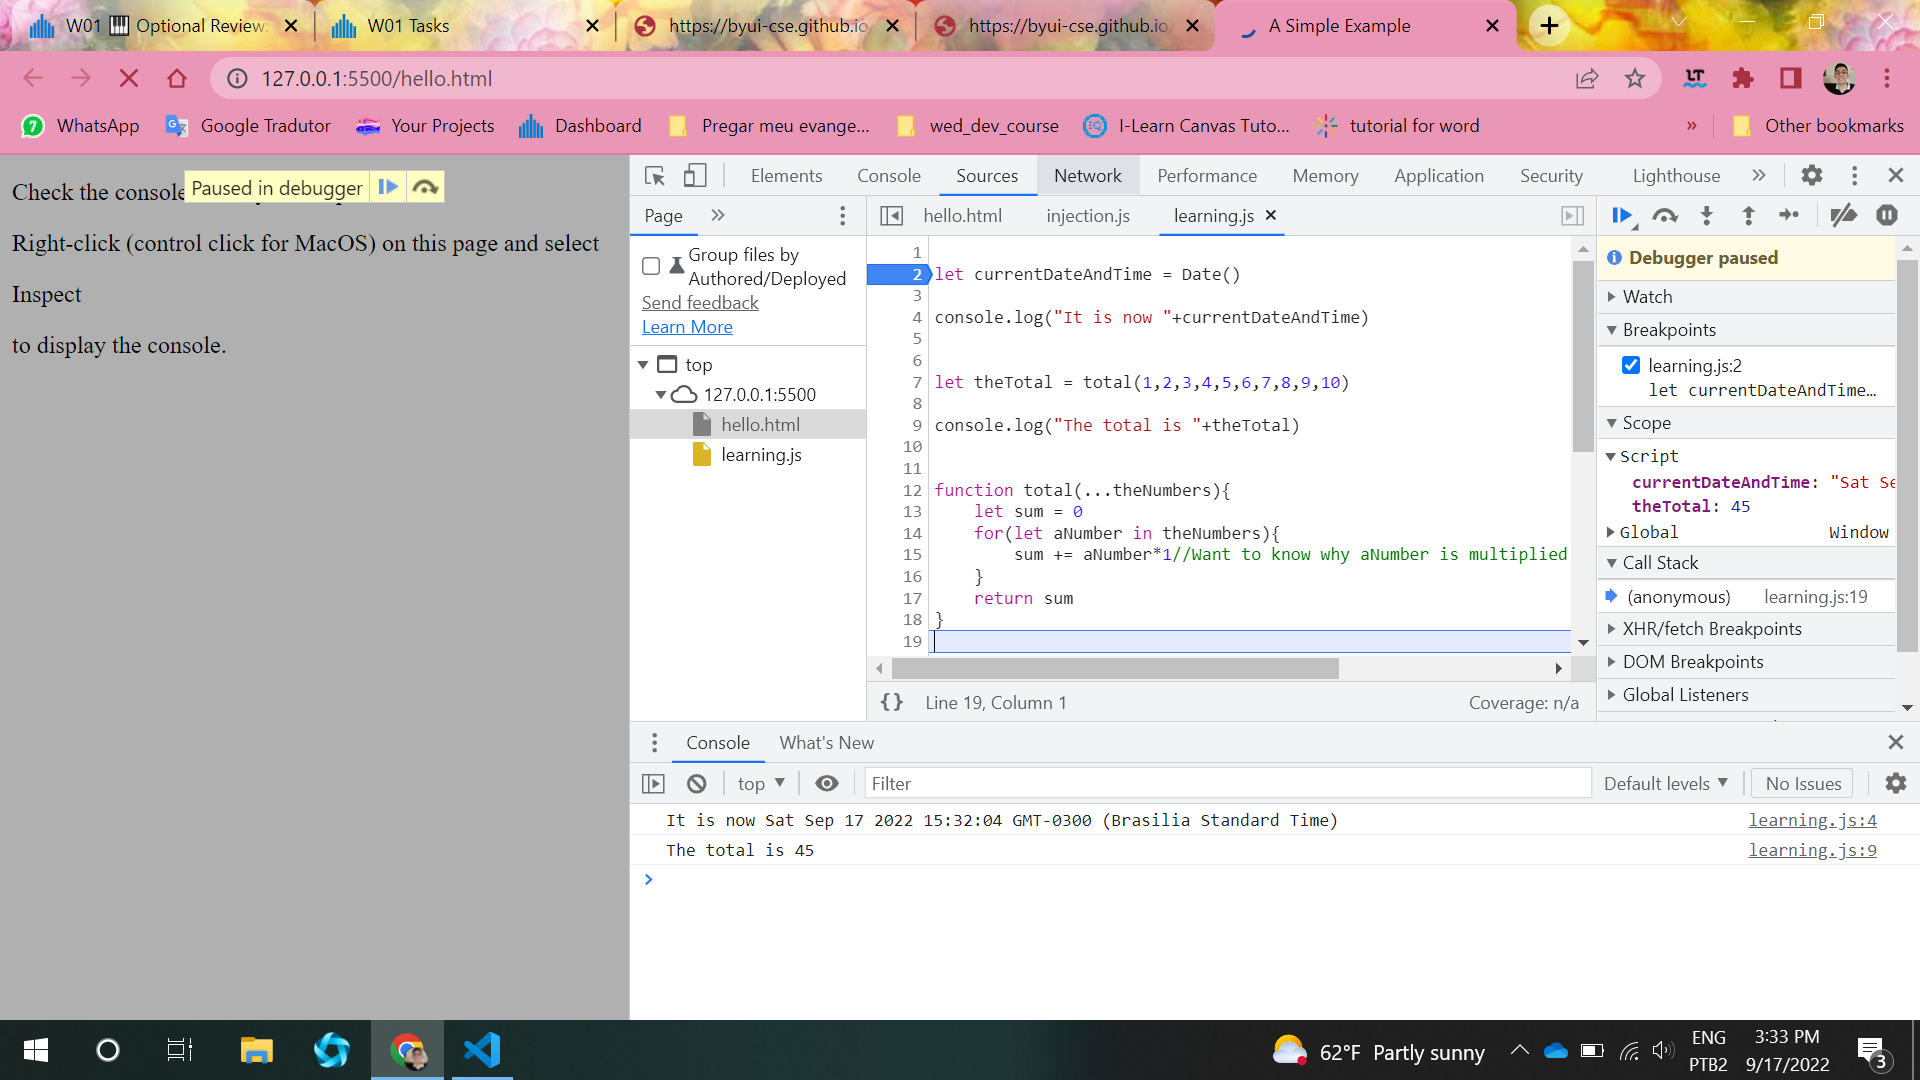 W01 🎹 Optional Review:
W01 Tasks
https://byui-cse.github.io
https://byui-cse.github.io/
A Simple Example
127.0.0.1:5500/hello.html
WhatsApp
Google Tradutor
Your Projects
Dashboard
Pregar meu evange...
wed_dev_course
I-Learn Canvas Tuto...
tutorial for word
»
Other bookmarks
Check the console
Paused in debugger
Right-click (control click for MacOS) on this page and select
Inspect
to display the console.
Elements
Console
Sources
Network
Performance
Memory
Application
Security
Lighthouse
»
Page
»
hello.html
injection.js
learning.js
Group files by
Authored/Deployed
Send feedback
Learn More
top
127.0.0.1:5500
hello.html
learning.js
1
2 let currentDateAndTime = Date()
3
4 console.log("It is now "+currentDateAndTime)
5
6
7 let theTotal = total(1,2,3,4,5,6,7,8,9,10)
8
9 console.log("The total is "+theTotal)
10
11
12 function total(...theNumbers){
13 let sum = 0
14 for(let aNumber in theNumbers){
15 sum += aNumber*1//Want to know why aNumber is multiplied
16 }
17 return sum
18 }
19
{} Line 19, Column 1
Coverage: n/a
Debugger paused
Watch
Breakpoints
learning.js:2
let currentDateAndTime…
Scope
Script
currentDateAndTime: "Sat Se
theTotal: 45
Global Window
Call Stack
(anonymous) learning.js:19
XHR/fetch Breakpoints
DOM Breakpoints
Global Listeners
Console
What's New
top
Filter
Default levels
No Issues
It is now Sat Sep 17 2022 15:32:04 GMT-0300 (Brasilia Standard Time) learning.js:4
The total is 45 learning.js:9
62°F Partly sunny
ENG
PTB2
3:33 PM
9/17/2022
3